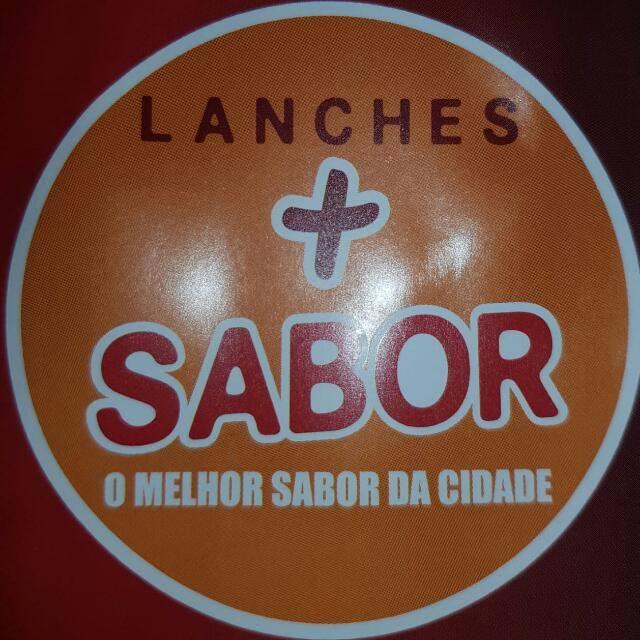 LANCHES
+
SABOR
O MELHOR SABOR DA CIDADE